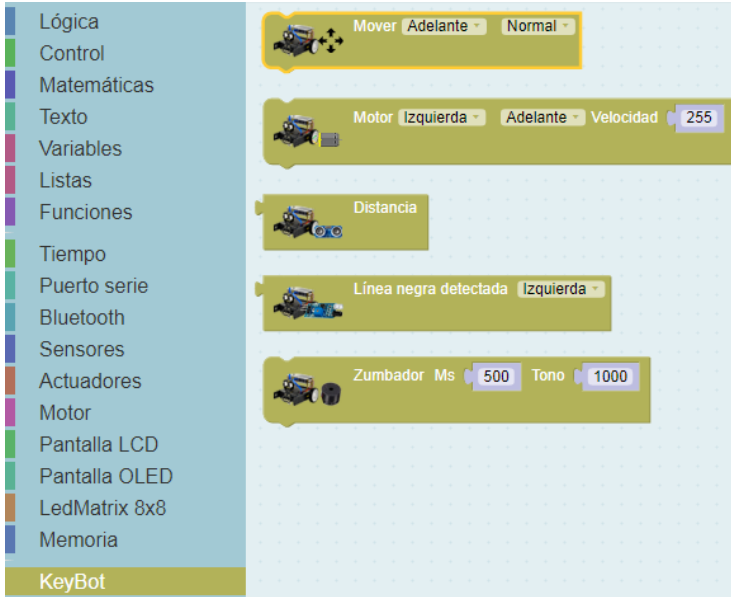 Lógica
Control
Matemáticas
Texto
Variables
Listas
Funciones
Tiempo
Puerto serie
Bluetooth
Sensores
Actuadores
Motor
Pantalla LCD
Pantalla OLED
LedMatrix 8x8
Memoria
KeyBot
Mover Adelante Normal
Motor Izquierda Adelante Velocidad 255
Distancia
Línea negra detectada Izquierda
Zumbador Ms 500 Tono 1000